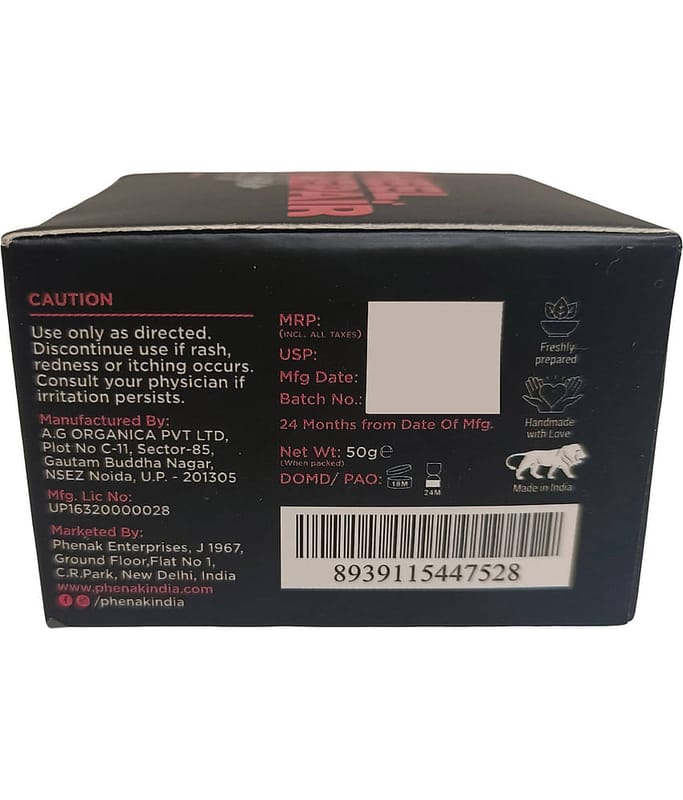 REPAIR
CAUTION
Use only as directed.
Discontinue use if rash,
redness or itching occurs.
Consult your physician if
irritation persists.
Manufactured By:
A.G ORGANICA PVT LTD,
Plot No C-11, Sector-85,
Gautam Buddha Nagar,
NSEZ Noida, U.P. - 201305
Mfg. Lic No:
UP16320000028
Marketed By:
Phenak Enterprises, J 1967,
Ground Floor,Flat No 1,
C.R.Park, New Delhi, India
www.phenakindia.com
/phenakindia
MRP:
(INCL. ALL TAXES)
USP:
Mfg Date:
Batch No.:
24 Months from Date Of Mfg.
Net Wt: 50g℮
(When packed)
DOMD/ PAO:
18M
24M
8939115447528
Freshly
prepared
Handmade
with Love
Made in India